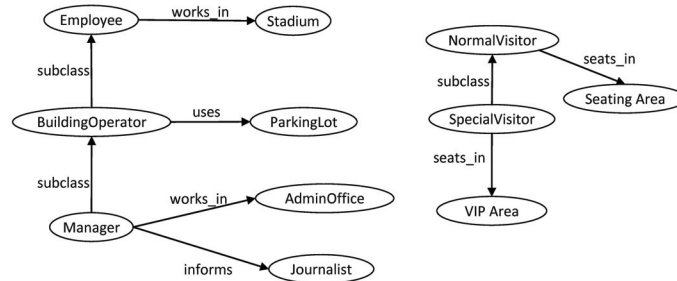 Employee
works_in
Stadium
subclass
BuildingOperator
uses
ParkingLot
subclass
Manager
works_in
AdminOffice
informs
Journalist
NormalVisitor
seats_in
subclass
Seating Area
SpecialVisitor
seats_in
VIP Area